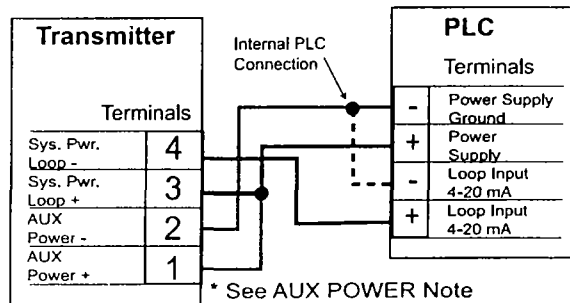 Transmitter
Terminals
Sys. Pwr.
Loop -
4
Sys. Pwr.
Loop +
3
AUX
Power -
2
AUX
Power +
1
Internal PLC
Connection
PLC
Terminals
-
Power Supply
Ground
+
Power
Supply
-
Loop Input
4-20 mA
+
Loop Input
4-20 mA
* See AUX POWER Note